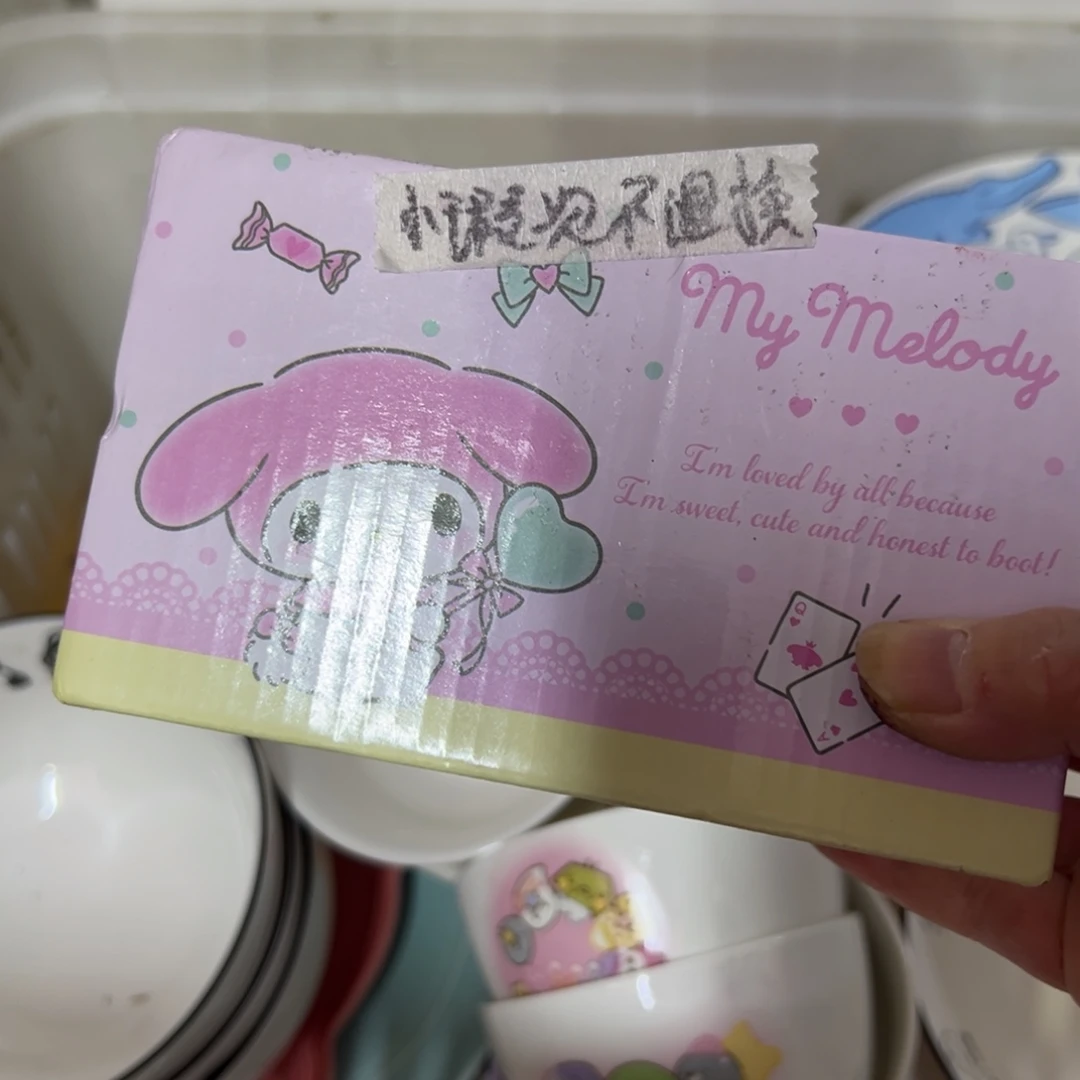 小瑕疵不退换
My Melody
I'm loved by all because
I'm sweet, cute and honest to boot!
Q
A